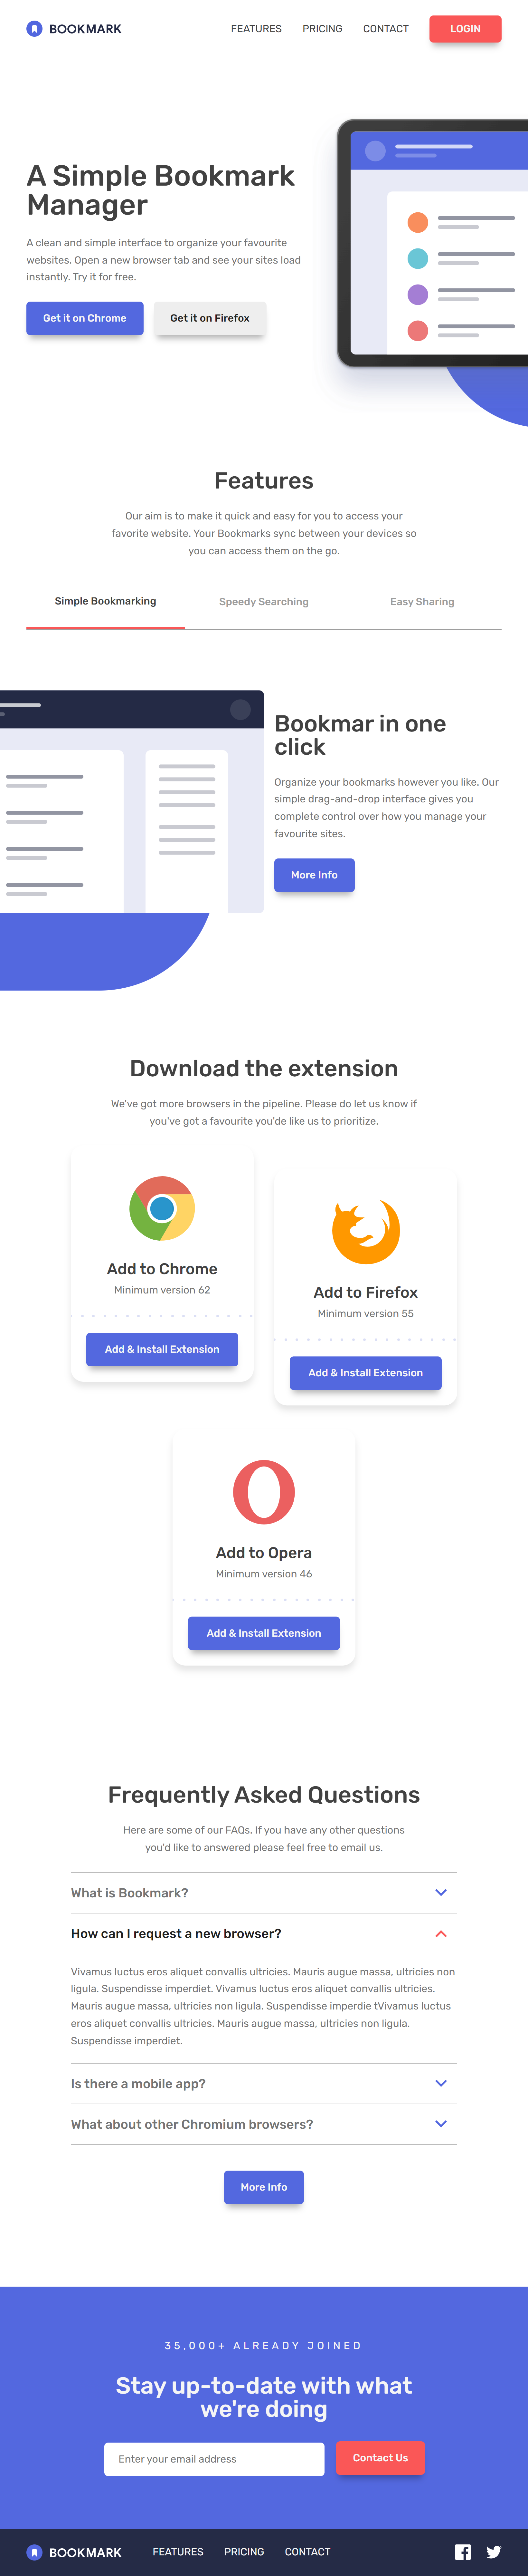 BOOKMARK
FEATURES PRICING CONTACT LOGIN
A Simple Bookmark
Manager
A clean and simple interface to organize your favourite
websites. Open a new browser tab and see your sites load
instantly. Try it for free.
Get it on Chrome Get it on Firefox
Features
Our aim is to make it quick and easy for you to access your
favorite website. Your Bookmarks sync between your devices so
you can access them on the go.
Simple Bookmarking Speedy Searching Easy Sharing
Bookmar in one
click
Organize your bookmarks however you like. Our
simple drag-and-drop interface gives you
complete control over how you manage your
favourite sites.
More Info
Download the extension
We've got more browsers in the pipeline. Please do let us know if
you've got a favourite you'de like us to prioritize.
Add to Chrome
Minimum version 62
Add & Install Extension
Add to Firefox
Minimum version 55
Add & Install Extension
Add to Opera
Minimum version 46
Add & Install Extension
Frequently Asked Questions
Here are some of our FAQs. If you have any other questions
you'd like to answered please feel free to email us.
What is Bookmark?
How can I request a new browser?
Vivamus luctus eros aliquet convallis ultricies. Mauris augue massa, ultricies non
ligula. Suspendisse imperdiet. Vivamus luctus eros aliquet convallis ultricies.
Mauris augue massa, ultricies non ligula. Suspendisse imperdie tVivamus luctus
eros aliquet convallis ultricies. Mauris augue massa, ultricies non ligula.
Suspendisse imperdiet.
Is there a mobile app?
What about other Chromium browsers?
More Info
35,000+ ALREADY JOINED
Stay up-to-date with what
we're doing
Enter your email address Contact Us
BOOKMARK FEATURES PRICING CONTACT